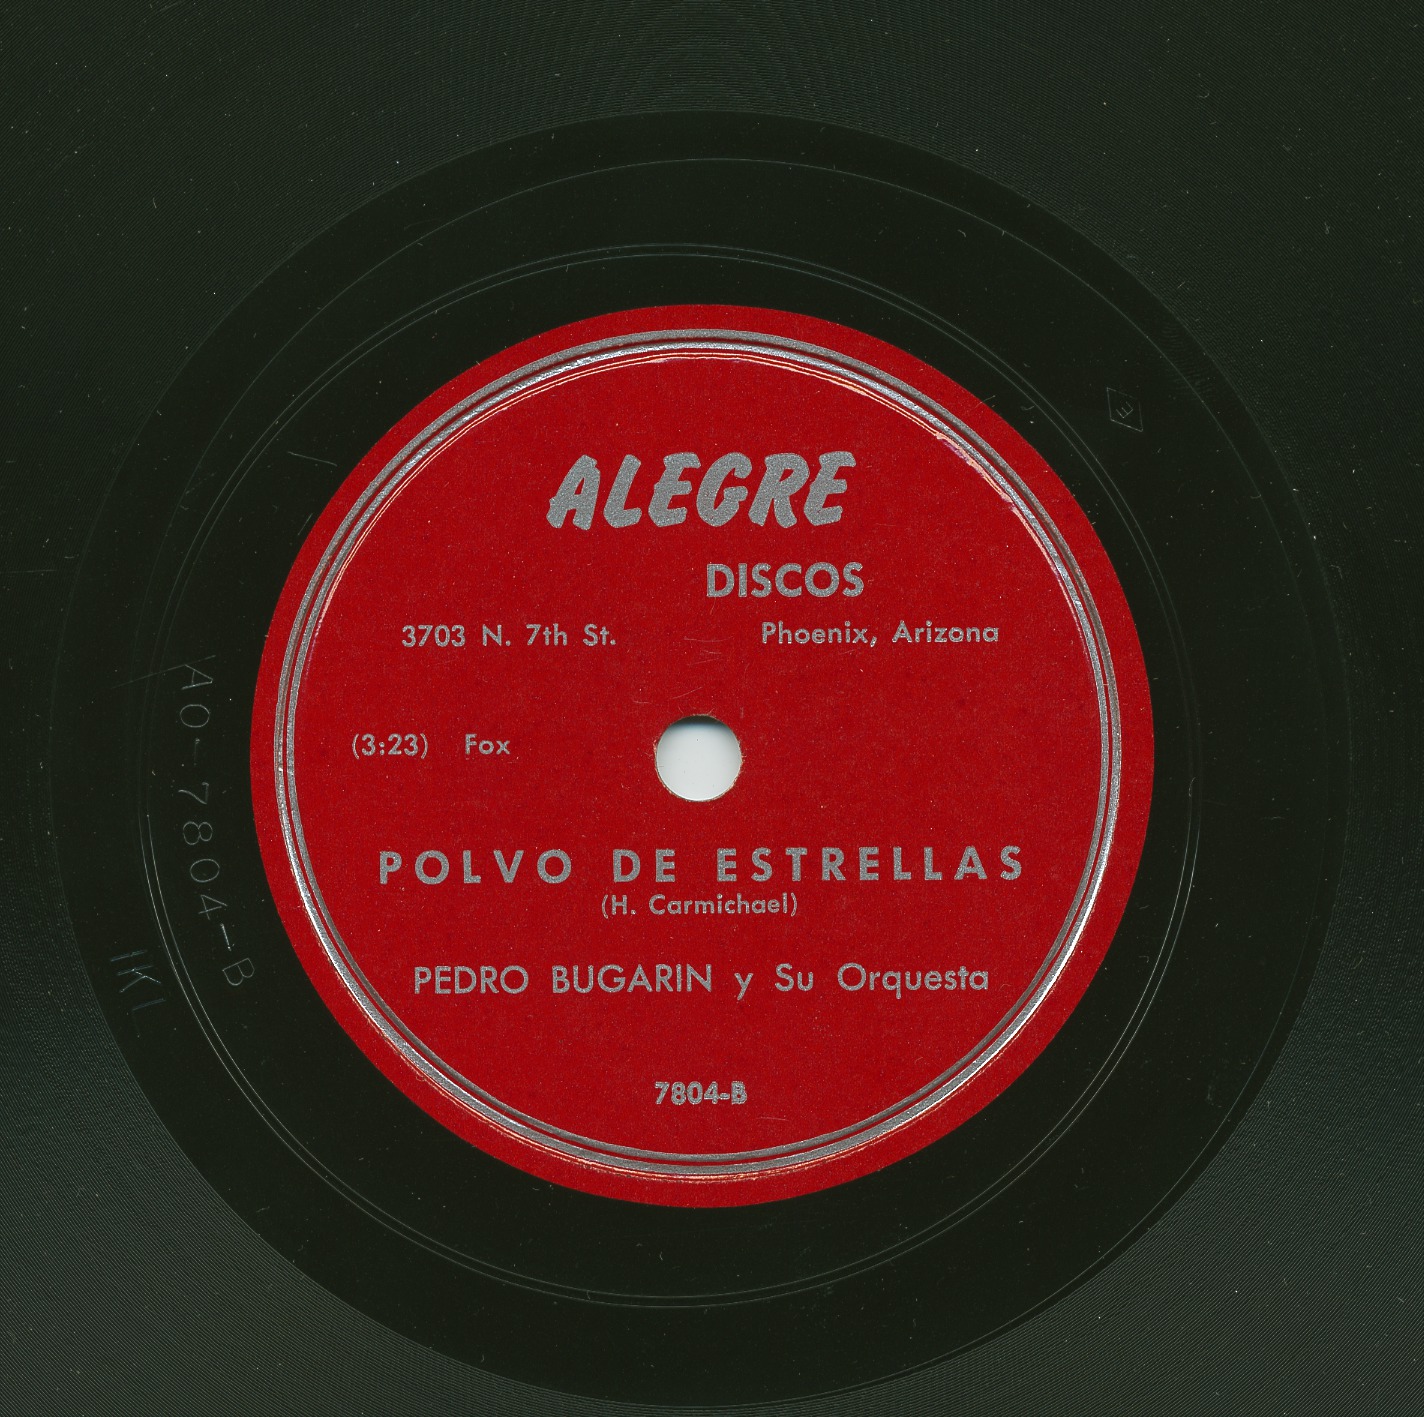 ALEGRE
DISCOS
3703 N. 7th St. Phoenix, Arizona
(3:23) Fox
POLVO DE ESTRELLAS
(H. Carmichael)
PEDRO BUGARIN y Su Orquesta
7804-B
AO-7804-B